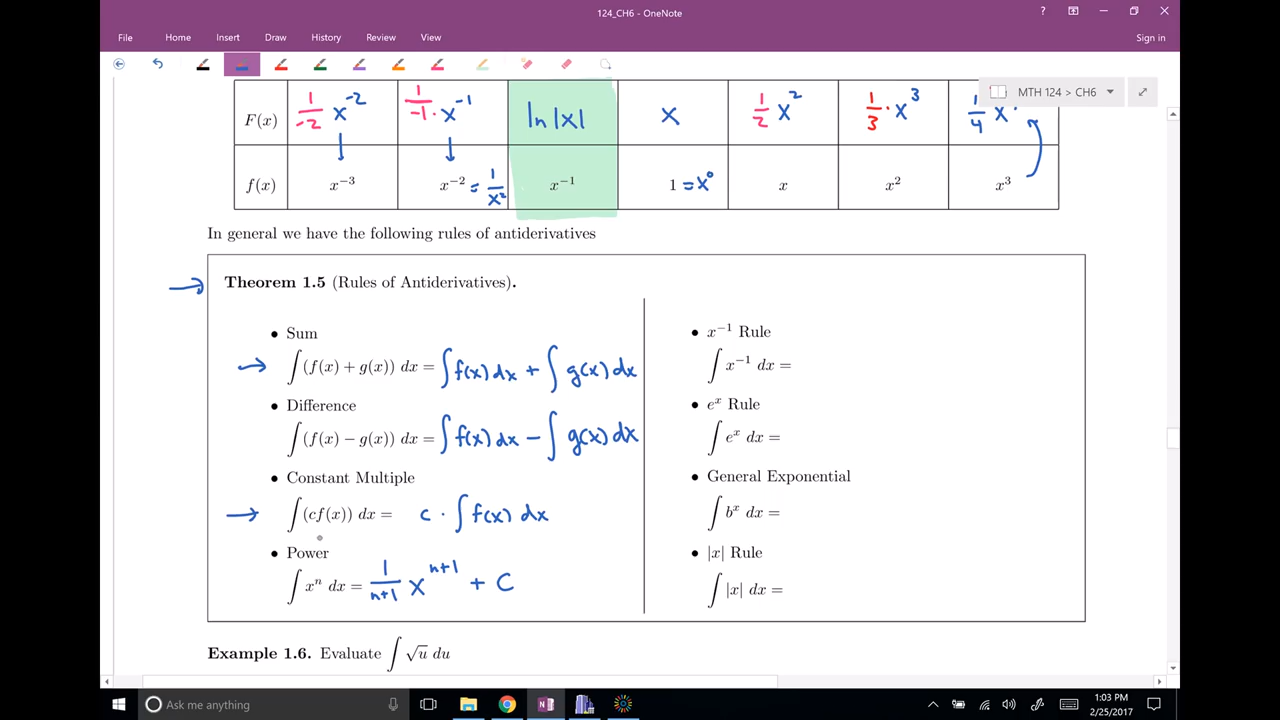 124_CH6 - OneNote
File Home Insert Draw History Review View Sign in
MTH 124 > CH6
F(x) 1/-2 x^-2 1/-1 · x^-1 ln|x| x 1/2 x^2 1/3 · x^3 1/4 x
f(x) x^-3 x^-2 = 1/x^2 x^-1 1 = x^0 x x^2 x^3
In general we have the following rules of antiderivatives
→ Theorem 1.5 (Rules of Antiderivatives).
• Sum
→ ∫(f(x) + g(x)) dx = ∫f(x) dx + ∫g(x) dx
• Difference
∫(f(x) − g(x)) dx = ∫f(x) dx − ∫g(x) dx
• Constant Multiple
→ ∫(cf(x)) dx = c · ∫f(x) dx
• Power
∫x^n dx = 1/n+1 x^n+1 + C
• x^-1 Rule
∫x^-1 dx =
• e^x Rule
∫e^x dx =
• General Exponential
∫b^x dx =
• |x| Rule
∫|x| dx =
Example 1.6. Evaluate ∫√u du
Ask me anything
1:03 PM
2/25/2017